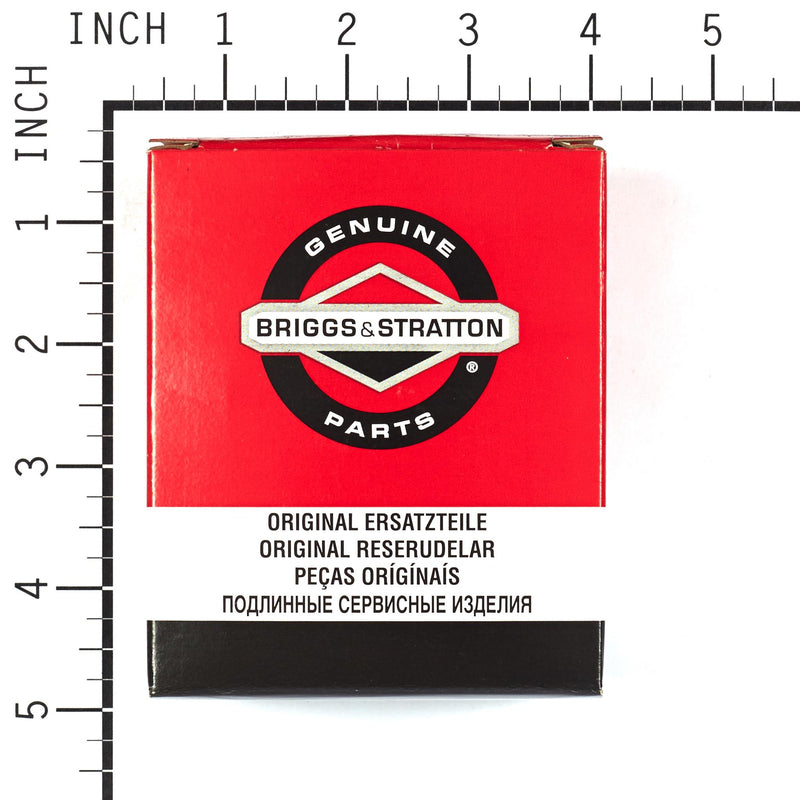 INCH 1 2 3 4 5
INCH
1
2
3
4
5
GENUINE
BRIGGS & STRATTON
®
PARTS
ORIGINAL ERSATZTEILE
ORIGINAL RESERUDELAR
PEÇAS ORÍGÍNAÍS
ПОДЛИННЫЕ СЕРВИСНЫЕ ИЗДЕЛИЯ